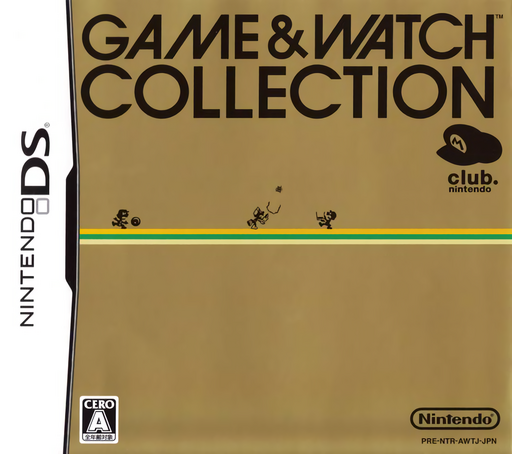 GAME & WATCH™
COLLECTION
NINTENDO DS®
M
club.
nintendo
CERO
A
全年齢対象
Nintendo®
PRE-NTR-AWTJ-JPN